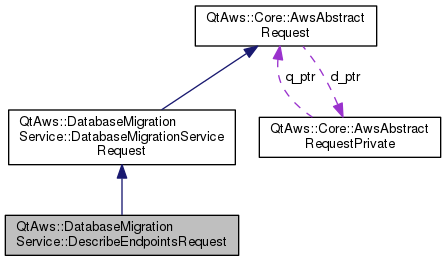 QtAws::Core::AwsAbstract
Request
q_ptr
d_ptr
QtAws::DatabaseMigration
Service::DatabaseMigrationService
Request
QtAws::Core::AwsAbstract
RequestPrivate
QtAws::DatabaseMigration
Service::DescribeEndpointsRequest